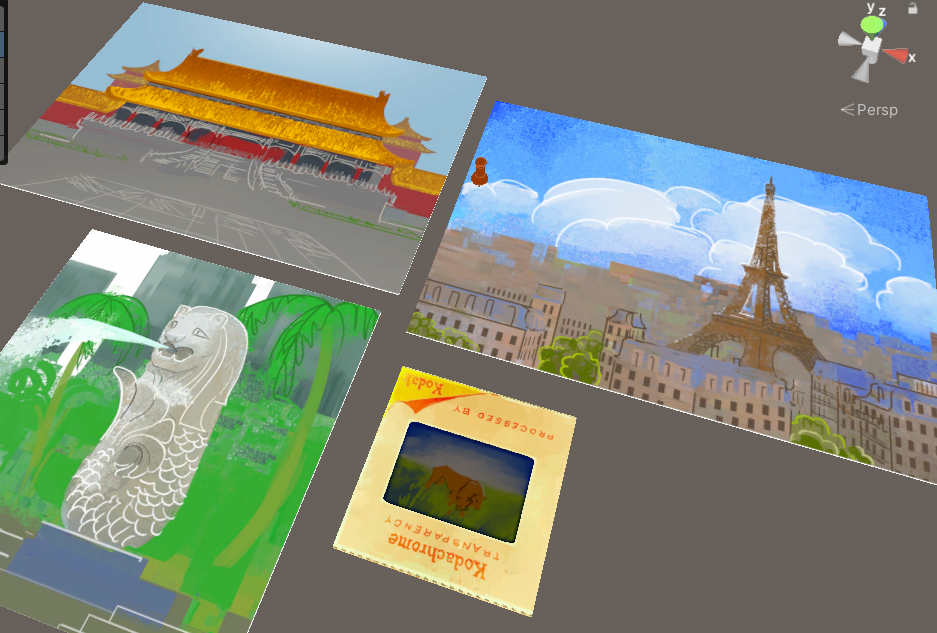 y z
x
Persp
Kodachrome
TRANSPARENCY
PROCESSED BY
Kodak